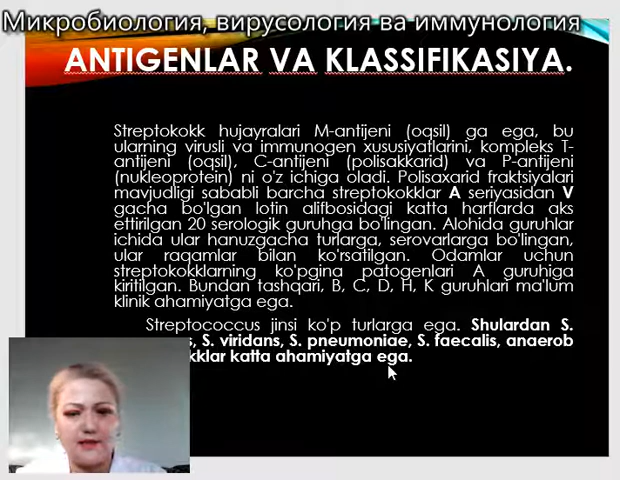 Микробиология, вирусология ва иммунология
ANTIGENLAR VA KLASSIFIKASIYA.
Streptokokk hujayralari M-antijeni (oqsil) ga ega, bu
ularning virusli va immunogen xususiyatlarini, kompleks T-
antijeni (oqsil), C-antijeni (polisakkarid) va P-antijeni
(nukleoprotein) ni o'z ichiga oladi. Polisaxarid fraktsiyalari
mavjudligi sababli barcha streptokokklar A seriyasidan V
gacha bo'lgan lotin alifbosidagi katta harflarda aks
ettirilgan 20 serologik guruhga bo'lingan. Alohida guruhlar
ichida ular hanuzgacha turlarga, serovarlarga bo'lingan,
ular raqamlar bilan ko'rsatilgan. Odamlar uchun
streptokokklarning ko'pgina patogenlari A guruhiga
kiritilgan. Bundan tashqari, B, C, D, H, K guruhlari ma'lum
klinik ahamiyatga ega.
Streptococcus jinsi ko'p turlarga ega. Shulardan S.
S. viridans, S. pneumoniae, S. faecalis, anaerob
katta ahamiyatga ega.